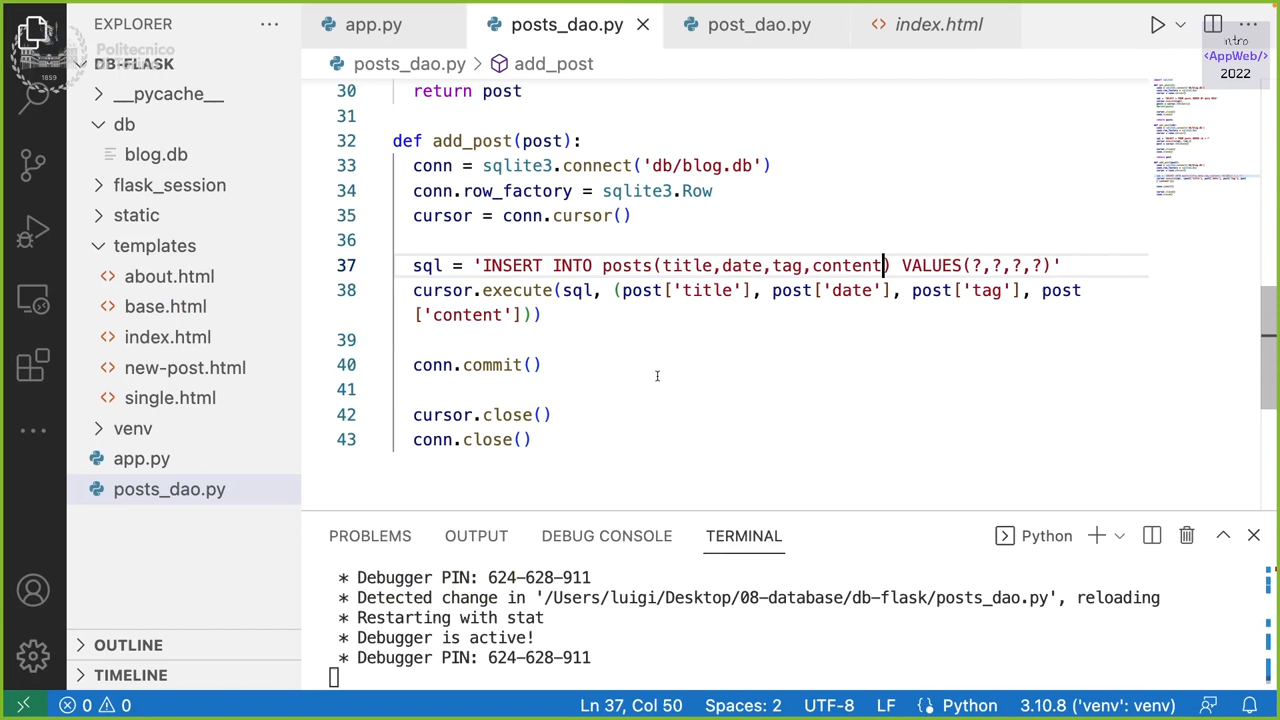 EXPLORER
app.py
posts_dao.py
post_dao.py
index.html
Politecnico
1859
ntro
<AppWeb/>
2022
DB-FLASK
posts_dao.py > add_post
__pycache__
db
blog.db
flask_session
static
templates
about.html
base.html
index.html
new-post.html
single.html
venv
app.py
posts_dao.py
OUTLINE
TIMELINE
30 return post
31
32 def add_post(post):
33 conn = sqlite3.connect('db/blog.db')
34 conn.row_factory = sqlite3.Row
35 cursor = conn.cursor()
36
37 sql = 'INSERT INTO posts(title,date,tag,content) VALUES(?,?,?,?)'
38 cursor.execute(sql, (post['title'], post['date'], post['tag'], post
['content']))
39
40 conn.commit()
41
42 cursor.close()
43 conn.close()
PROBLEMS OUTPUT DEBUG CONSOLE TERMINAL
Python
* Debugger PIN: 624-628-911
* Detected change in '/Users/luigi/Desktop/08-database/db-flask/posts_dao.py', reloading
* Restarting with stat
* Debugger is active!
* Debugger PIN: 624-628-911
0 0
Ln 37, Col 50 Spaces: 2 UTF-8 LF Python 3.10.8 ('venv': venv)